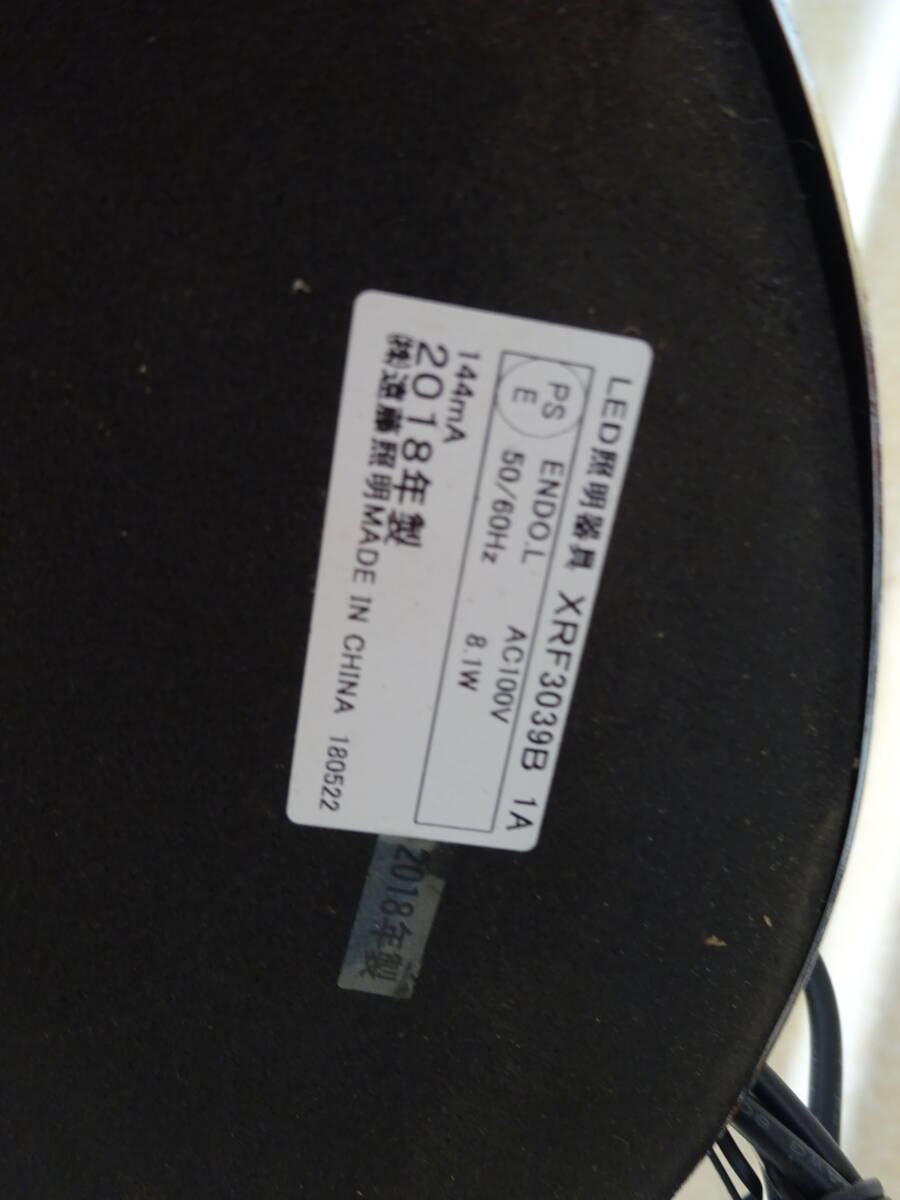 LED照明器具 XRF3039B 1A
PS
E
ENDO.L AC100V
50/60Hz 8.1W
144mA
2018年製
㈱遠藤照明MADE IN CHINA 180522
2018年製